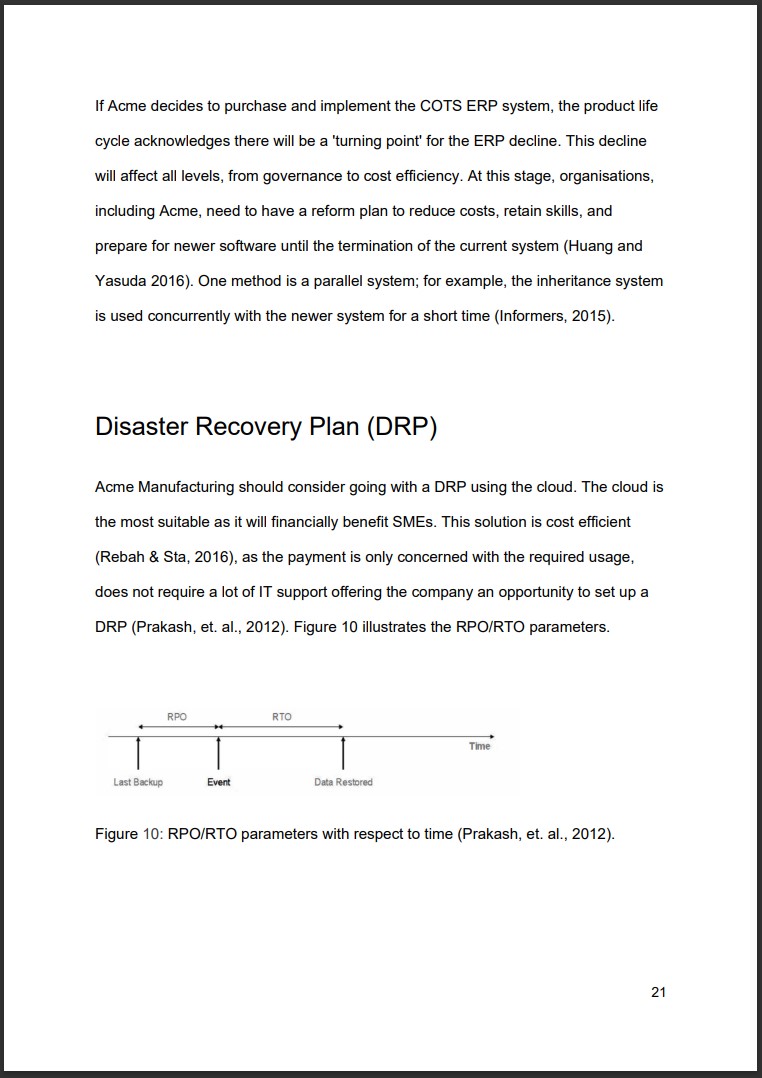 If Acme decides to purchase and implement the COTS ERP system, the product life
cycle acknowledges there will be a 'turning point' for the ERP decline. This decline
will affect all levels, from governance to cost efficiency. At this stage, organisations,
including Acme, need to have a reform plan to reduce costs, retain skills, and
prepare for newer software until the termination of the current system (Huang and
Yasuda 2016). One method is a parallel system; for example, the inheritance system
is used concurrently with the newer system for a short time (Informers, 2015).
Disaster Recovery Plan (DRP)
Acme Manufacturing should consider going with a DRP using the cloud. The cloud is
the most suitable as it will financially benefit SMEs. This solution is cost efficient
(Rebah & Sta, 2016), as the payment is only concerned with the required usage,
does not require a lot of IT support offering the company an opportunity to set up a
DRP (Prakash, et. al., 2012). Figure 10 illustrates the RPO/RTO parameters.
RPO RTO
Time
Last Backup Event Data Restored
Figure 10: RPO/RTO parameters with respect to time (Prakash, et. al., 2012).
21